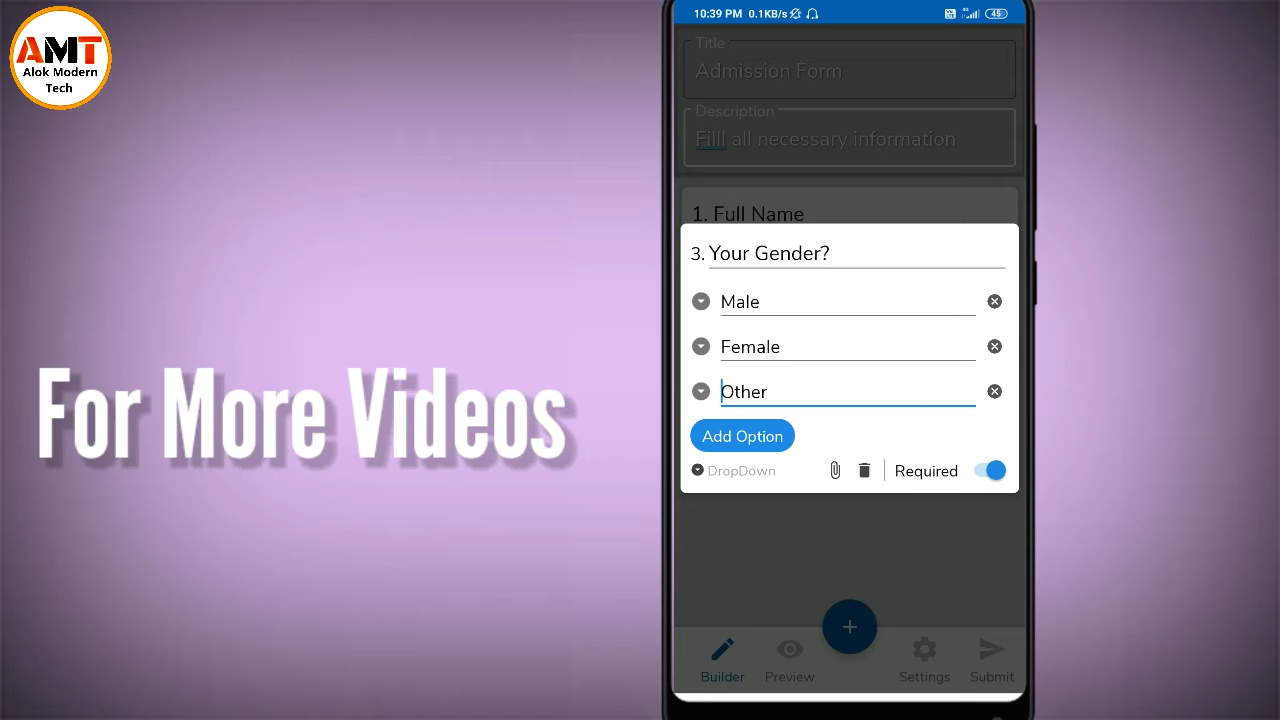 AMT
Alok Modern
Tech
For More Videos
10:39 PM 0.1KB/s
45
Title
Admission Form
Description
Filll all necessary information
1. Full Name
3. Your Gender?
Male
Female
Other
Add Option
DropDown
Required
Builder
Preview
Settings
Submit